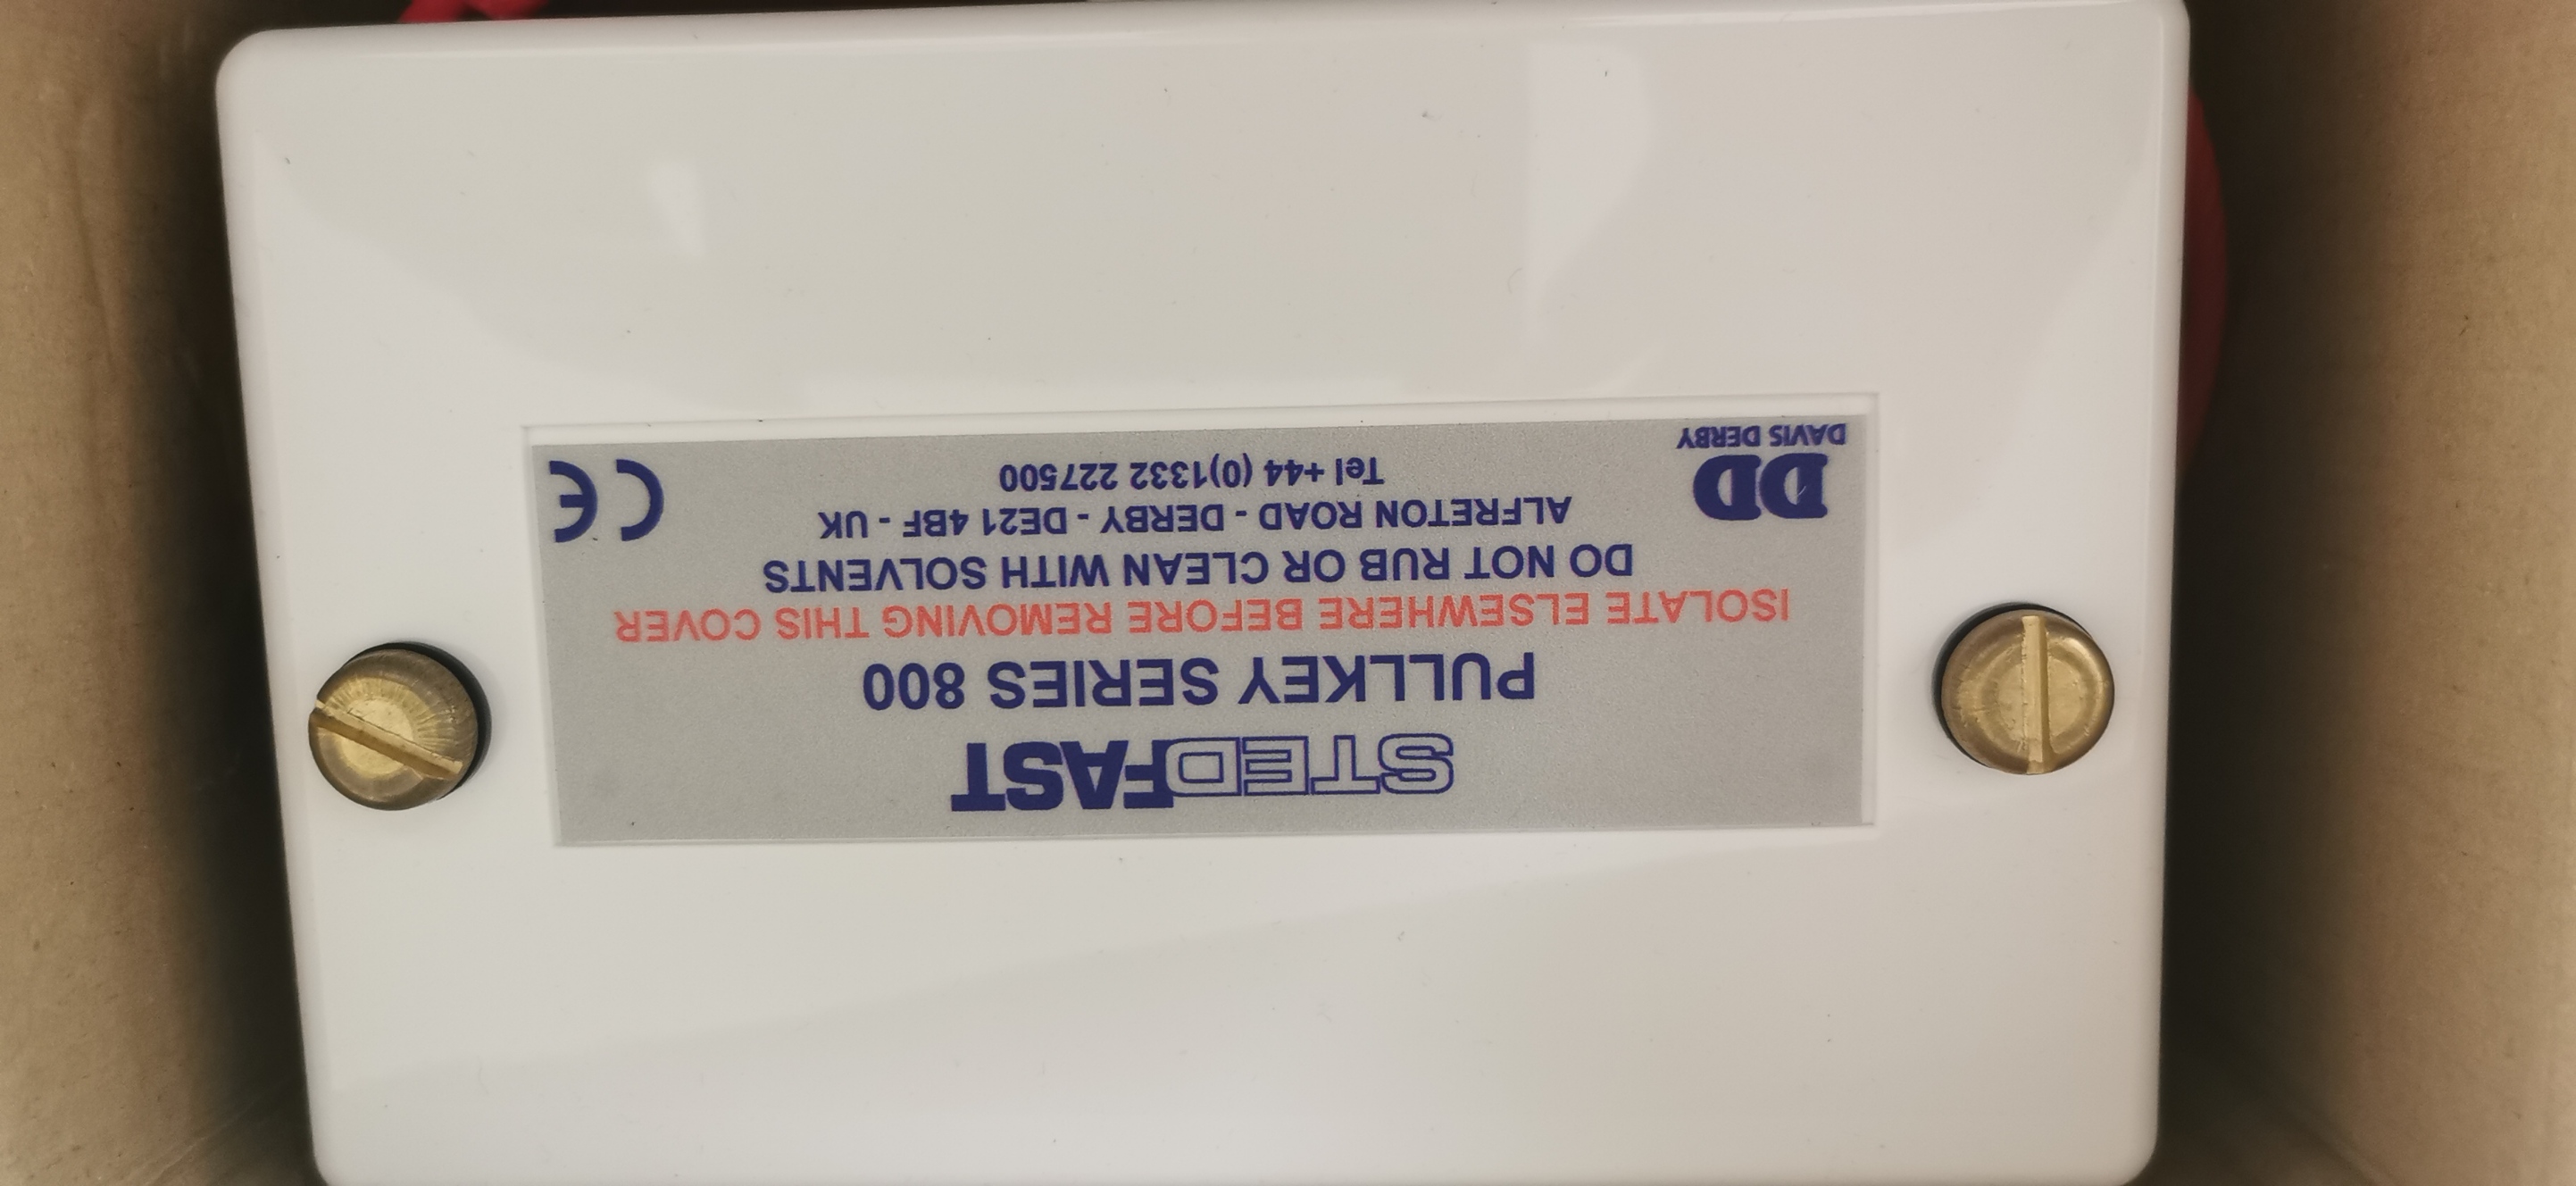 STEDFAST
PULLKEY SERIES 800
ISOLATE ELSEWHERE BEFORE REMOVING THIS COVER
DO NOT RUB OR CLEAN WITH SOLVENTS
ALFRETON ROAD - DERBY - DE21 4BF - UK
Tel +44 (0)1332 227500
DD
DAVIS DERBY
CE